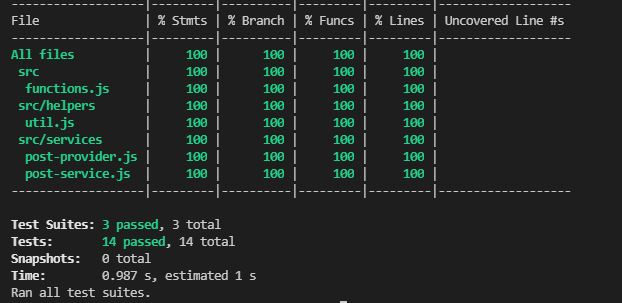 ---------------------|---------|----------|---------|---------|-------------------
File                 | % Stmts | % Branch | % Funcs | % Lines | Uncovered Line #s
---------------------|---------|----------|---------|---------|-------------------
All files            |     100 |      100 |     100 |     100 |
 src                 |     100 |      100 |     100 |     100 |
  functions.js       |     100 |      100 |     100 |     100 |
 src/helpers         |     100 |      100 |     100 |     100 |
  util.js            |     100 |      100 |     100 |     100 |
 src/services        |     100 |      100 |     100 |     100 |
  post-provider.js   |     100 |      100 |     100 |     100 |
  post-service.js    |     100 |      100 |     100 |     100 |
---------------------|---------|----------|---------|---------|-------------------
Test Suites: 3 passed, 3 total
Tests:       14 passed, 14 total
Snapshots:   0 total
Time:        0.987 s, estimated 1 s
Ran all test suites.